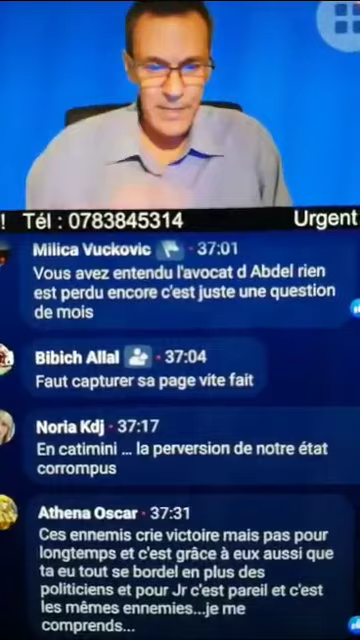 ! Tél : 0783845314 Urgent
Milica Vuckovic · 37:01
Vous avez entendu l'avocat d Abdel rien
est perdu encore c'est juste une question
de mois
Bibich Allal · 37:04
Faut capturer sa page vite fait
Noria Kdj · 37:17
En catimini ... la perversion de notre état
corrompus
Athena Oscar · 37:31
Ces ennemis crie victoire mais pas pour
longtemps et c'est grâce à eux aussi que
ta eu tout se bordel en plus des
politiciens et pour Jr c'est pareil et c'est
les mêmes ennemies...je me
comprends...